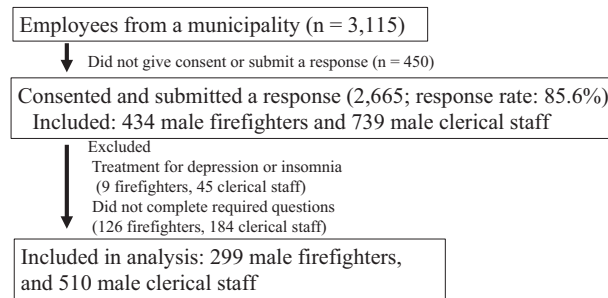 Employees from a municipality (n = 3,115)
Did not give consent or submit a response (n = 450)
Consented and submitted a response (2,665; response rate: 85.6%)
Included: 434 male firefighters and 739 male clerical staff
Excluded
Treatment for depression or insomnia
(9 firefighters, 45 clerical staff)
Did not complete required questions
(126 firefighters, 184 clerical staff)
Included in analysis: 299 male firefighters,
and 510 male clerical staff